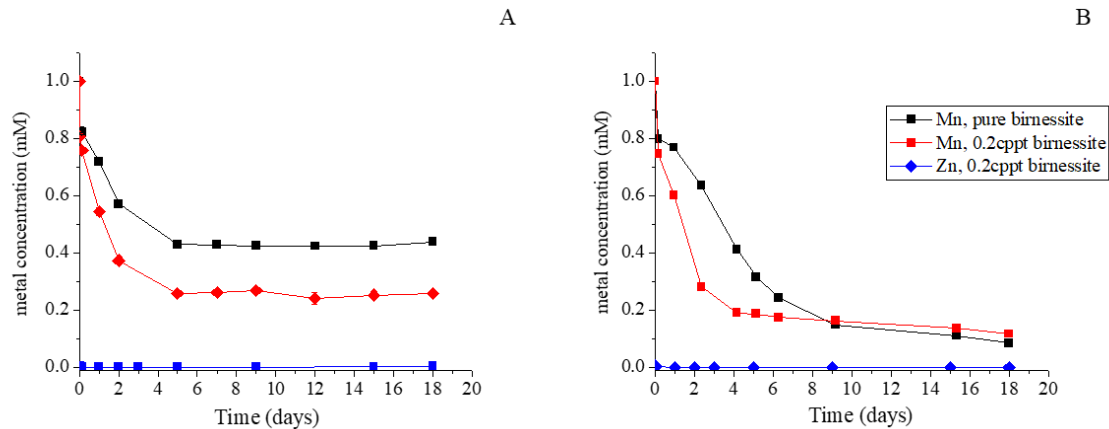 A
metal concentration (mM)
1.0
0.8
0.6
0.4
0.2
0.0
0 2 4 6 8 10 12 14 16 18 20
Time (days)
B
metal concentration (mM)
1.0
0.8
0.6
0.4
0.2
0.0
0 2 4 6 8 10 12 14 16 18 20
Time (days)
Mn, pure birnessite
Mn, 0.2cppt birnessite
Zn, 0.2cppt birnessite